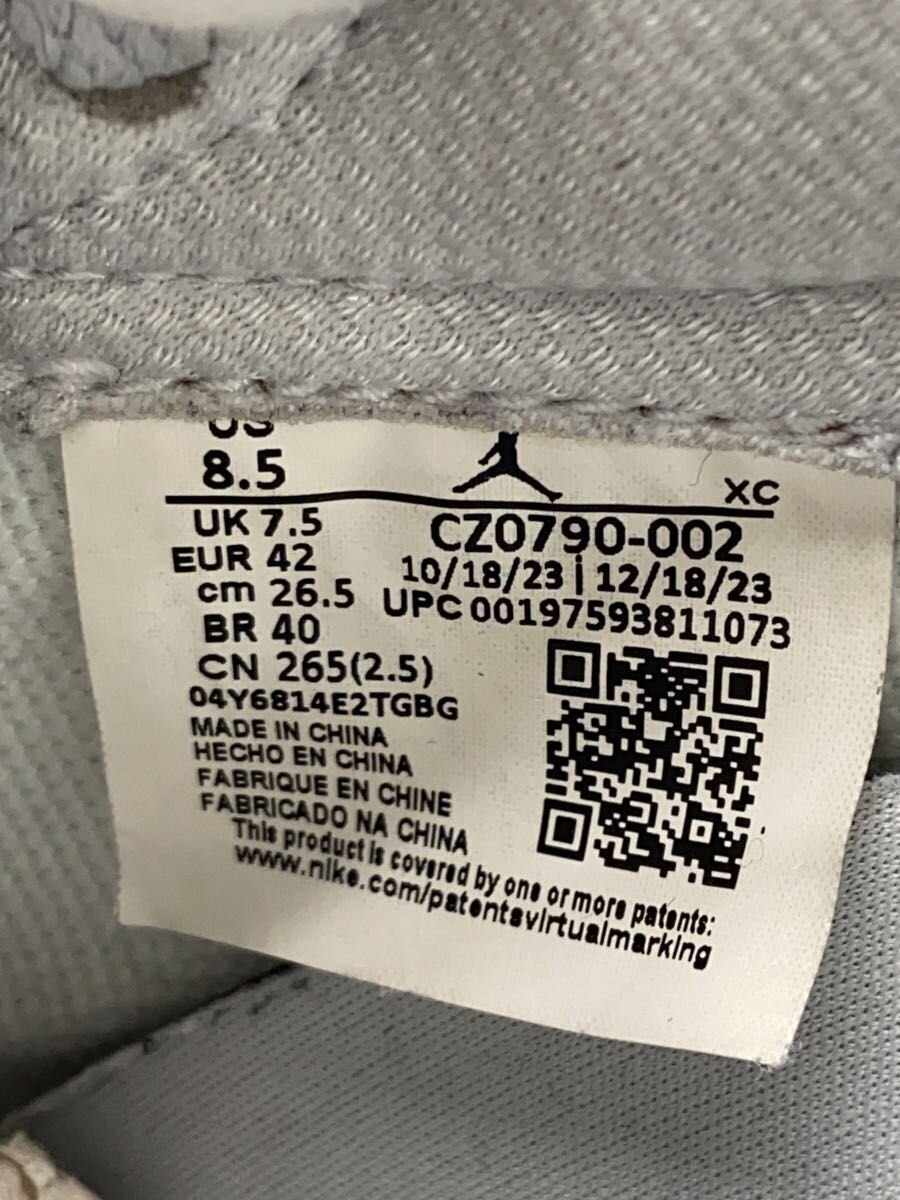 US
8.5
XC
UK 7.5
EUR 42
cm 26.5
BR 40
CN 265(2.5)
04Y6814E2TGBG
CZ0790-002
10/18/23 | 12/18/23
UPC 00197593811073
MADE IN CHINA
HECHO EN CHINA
FABRIQUE EN CHINE
FABRICADO NA CHINA
This product is covered by one or more patents:
www.nike.com/patentsvirtualmarking